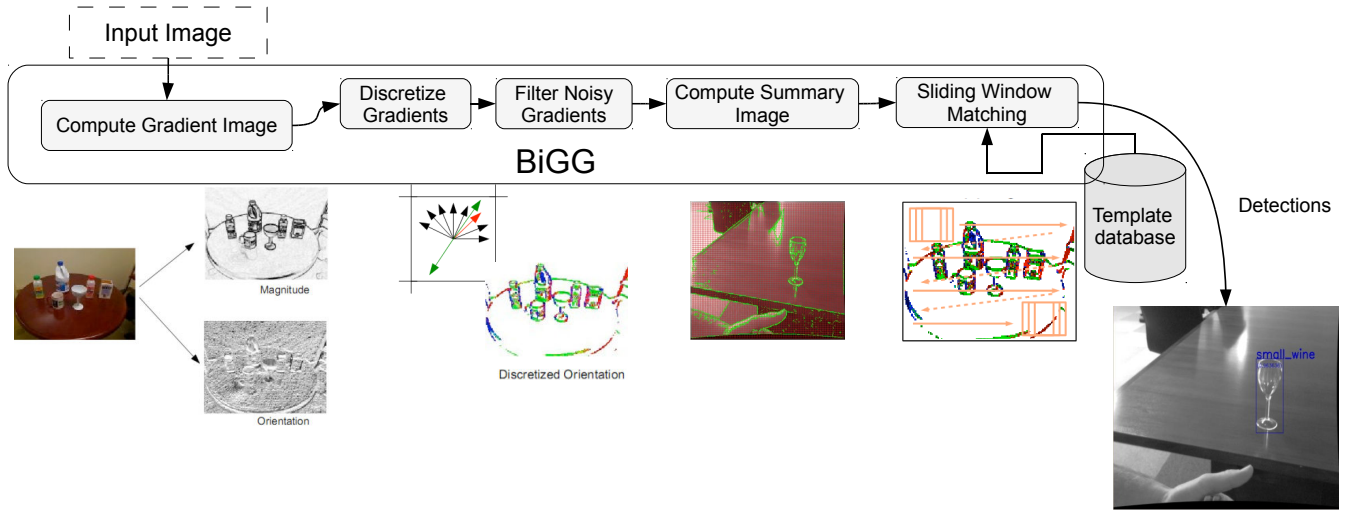 Input Image
Compute Gradient Image
Discretize
Gradients
Filter Noisy
Gradients
Compute Summary
Image
Sliding Window
Matching
BiGG
Template
database
Detections
Magnitude
Orientation
Discretized Orientation
small_wine